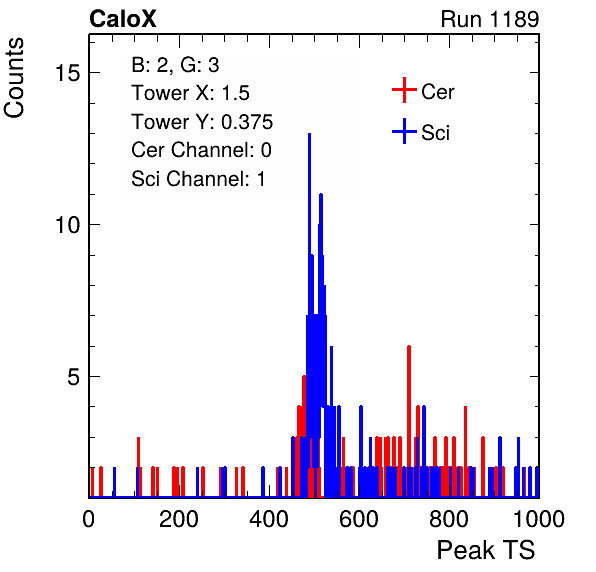 CaloX
Run 1189
Counts
B: 2, G: 3
Tower X: 1.5
Tower Y: 0.375
Cer Channel: 0
Sci Channel: 1
Cer
Sci
15
10
5
0 200 400 600 800 1000
Peak TS